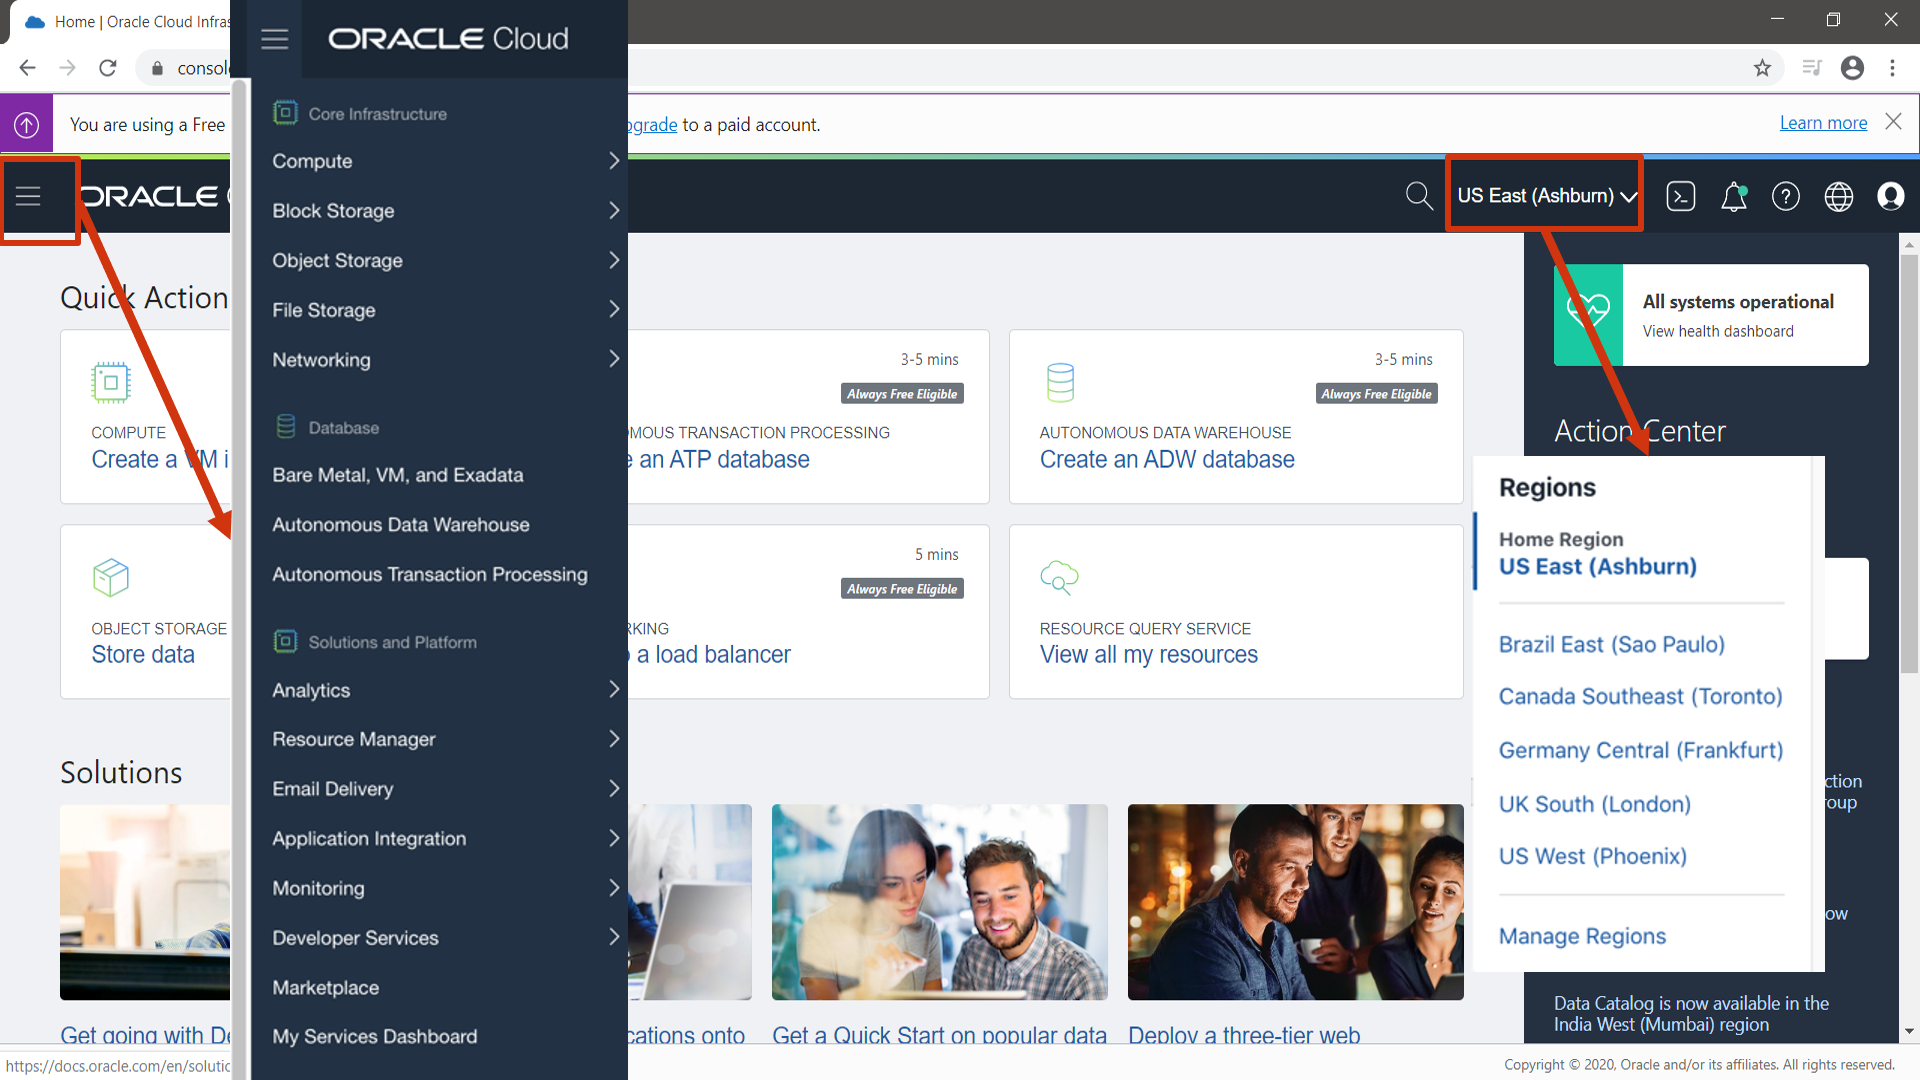 Home | Oracle Cloud Infras
ORACLE Cloud
consol
You are using a Free
pgrade to a paid account.
Learn more
ORACLE
US East (Ashburn)
Core Infrastructure
Compute
Block Storage
Object Storage
File Storage
Networking
Database
Bare Metal, VM, and Exadata
Autonomous Data Warehouse
Autonomous Transaction Processing
Solutions and Platform
Analytics
Resource Manager
Email Delivery
Application Integration
Monitoring
Developer Services
Marketplace
My Services Dashboard
Quick Action
COMPUTE
Create a VM i
3-5 mins
Always Free Eligible
OMOUS TRANSACTION PROCESSING
e an ATP database
3-5 mins
Always Free Eligible
AUTONOMOUS DATA WAREHOUSE
Create an ADW database
OBJECT STORAGE
Store data
5 mins
Always Free Eligible
RKING
a load balancer
RESOURCE QUERY SERVICE
View all my resources
Solutions
Get going with De
cations onto
Get a Quick Start on popular data
Deploy a three-tier web
All systems operational
View health dashboard
Action Center
Regions
Home Region
US East (Ashburn)
Brazil East (Sao Paulo)
Canada Southeast (Toronto)
Germany Central (Frankfurt)
UK South (London)
US West (Phoenix)
Manage Regions
ction
roup
ow
Data Catalog is now available in the
India West (Mumbai) region
https://docs.oracle.com/en/solutic
Copyright © 2020, Oracle and/or its affiliates. All rights reserved.